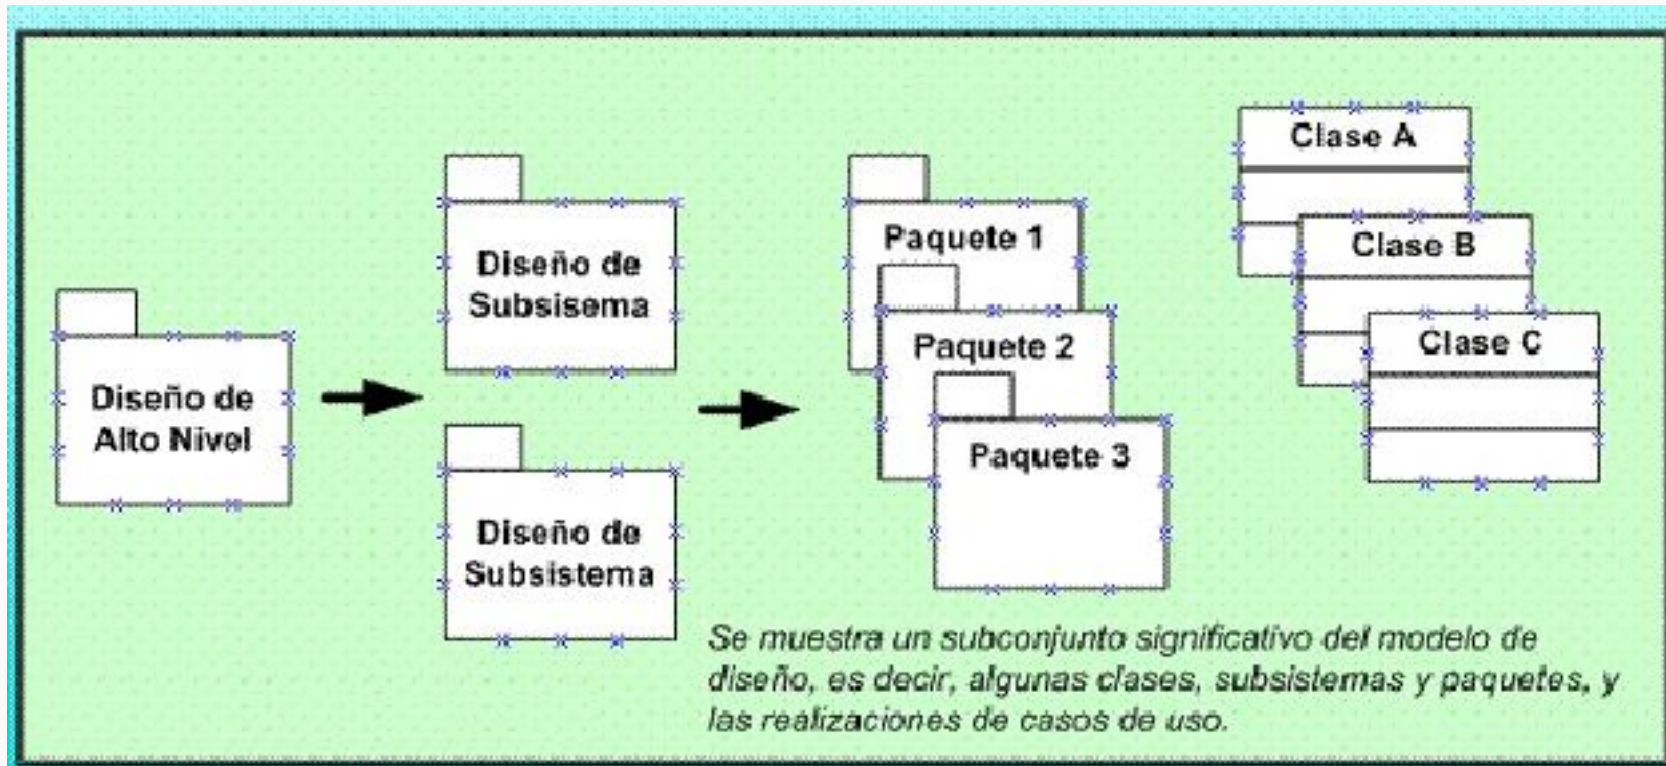 Diseño de
Alto Nivel
Diseño de
Subsisema
Diseño de
Subsistema
Paquete 1
Paquete 2
Paquete 3
Clase A
Clase B
Clase C
Se muestra un subconjunto significativo del modelo de
diseño, es decir, algunas clases, subsistemas y paquetes, y
las realizaciones de casos de uso.